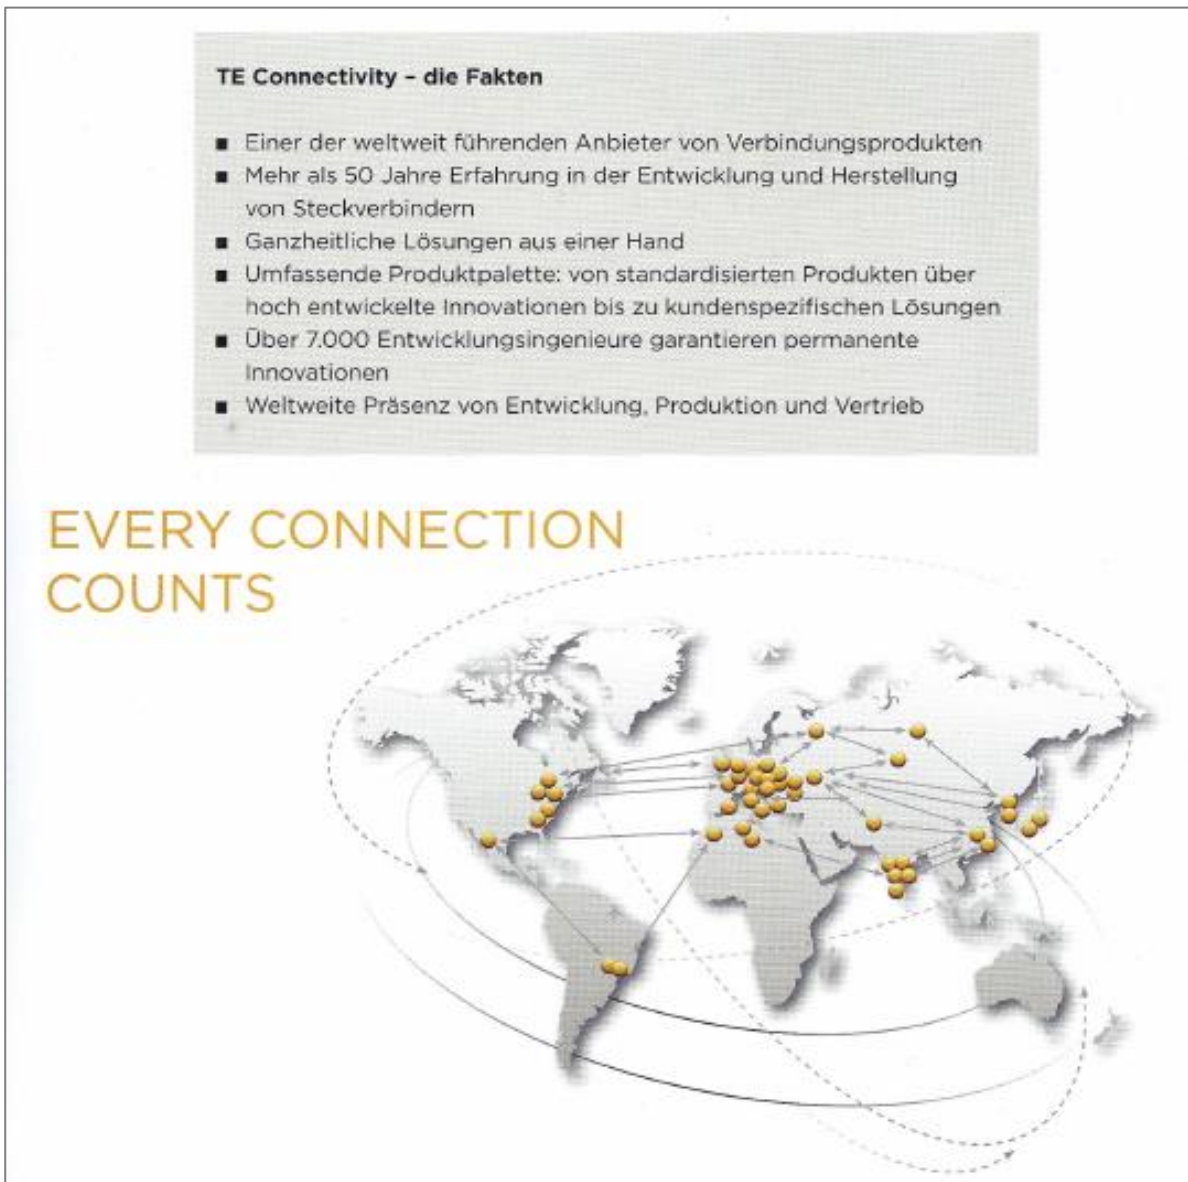 TE Connectivity – die Fakten
■ Einer der weltweit führenden Anbieter von Verbindungsprodukten
■ Mehr als 50 Jahre Erfahrung in der Entwicklung und Herstellung
von Steckverbindern
■ Ganzheitliche Lösungen aus einer Hand
■ Umfassende Produktpalette: von standardisierten Produkten über
hoch entwickelte Innovationen bis zu kundenspezifischen Lösungen
■ Über 7.000 Entwicklungsingenieure garantieren permanente
Innovationen
■ Weltweite Präsenz von Entwicklung, Produktion und Vertrieb
EVERY CONNECTION
COUNTS